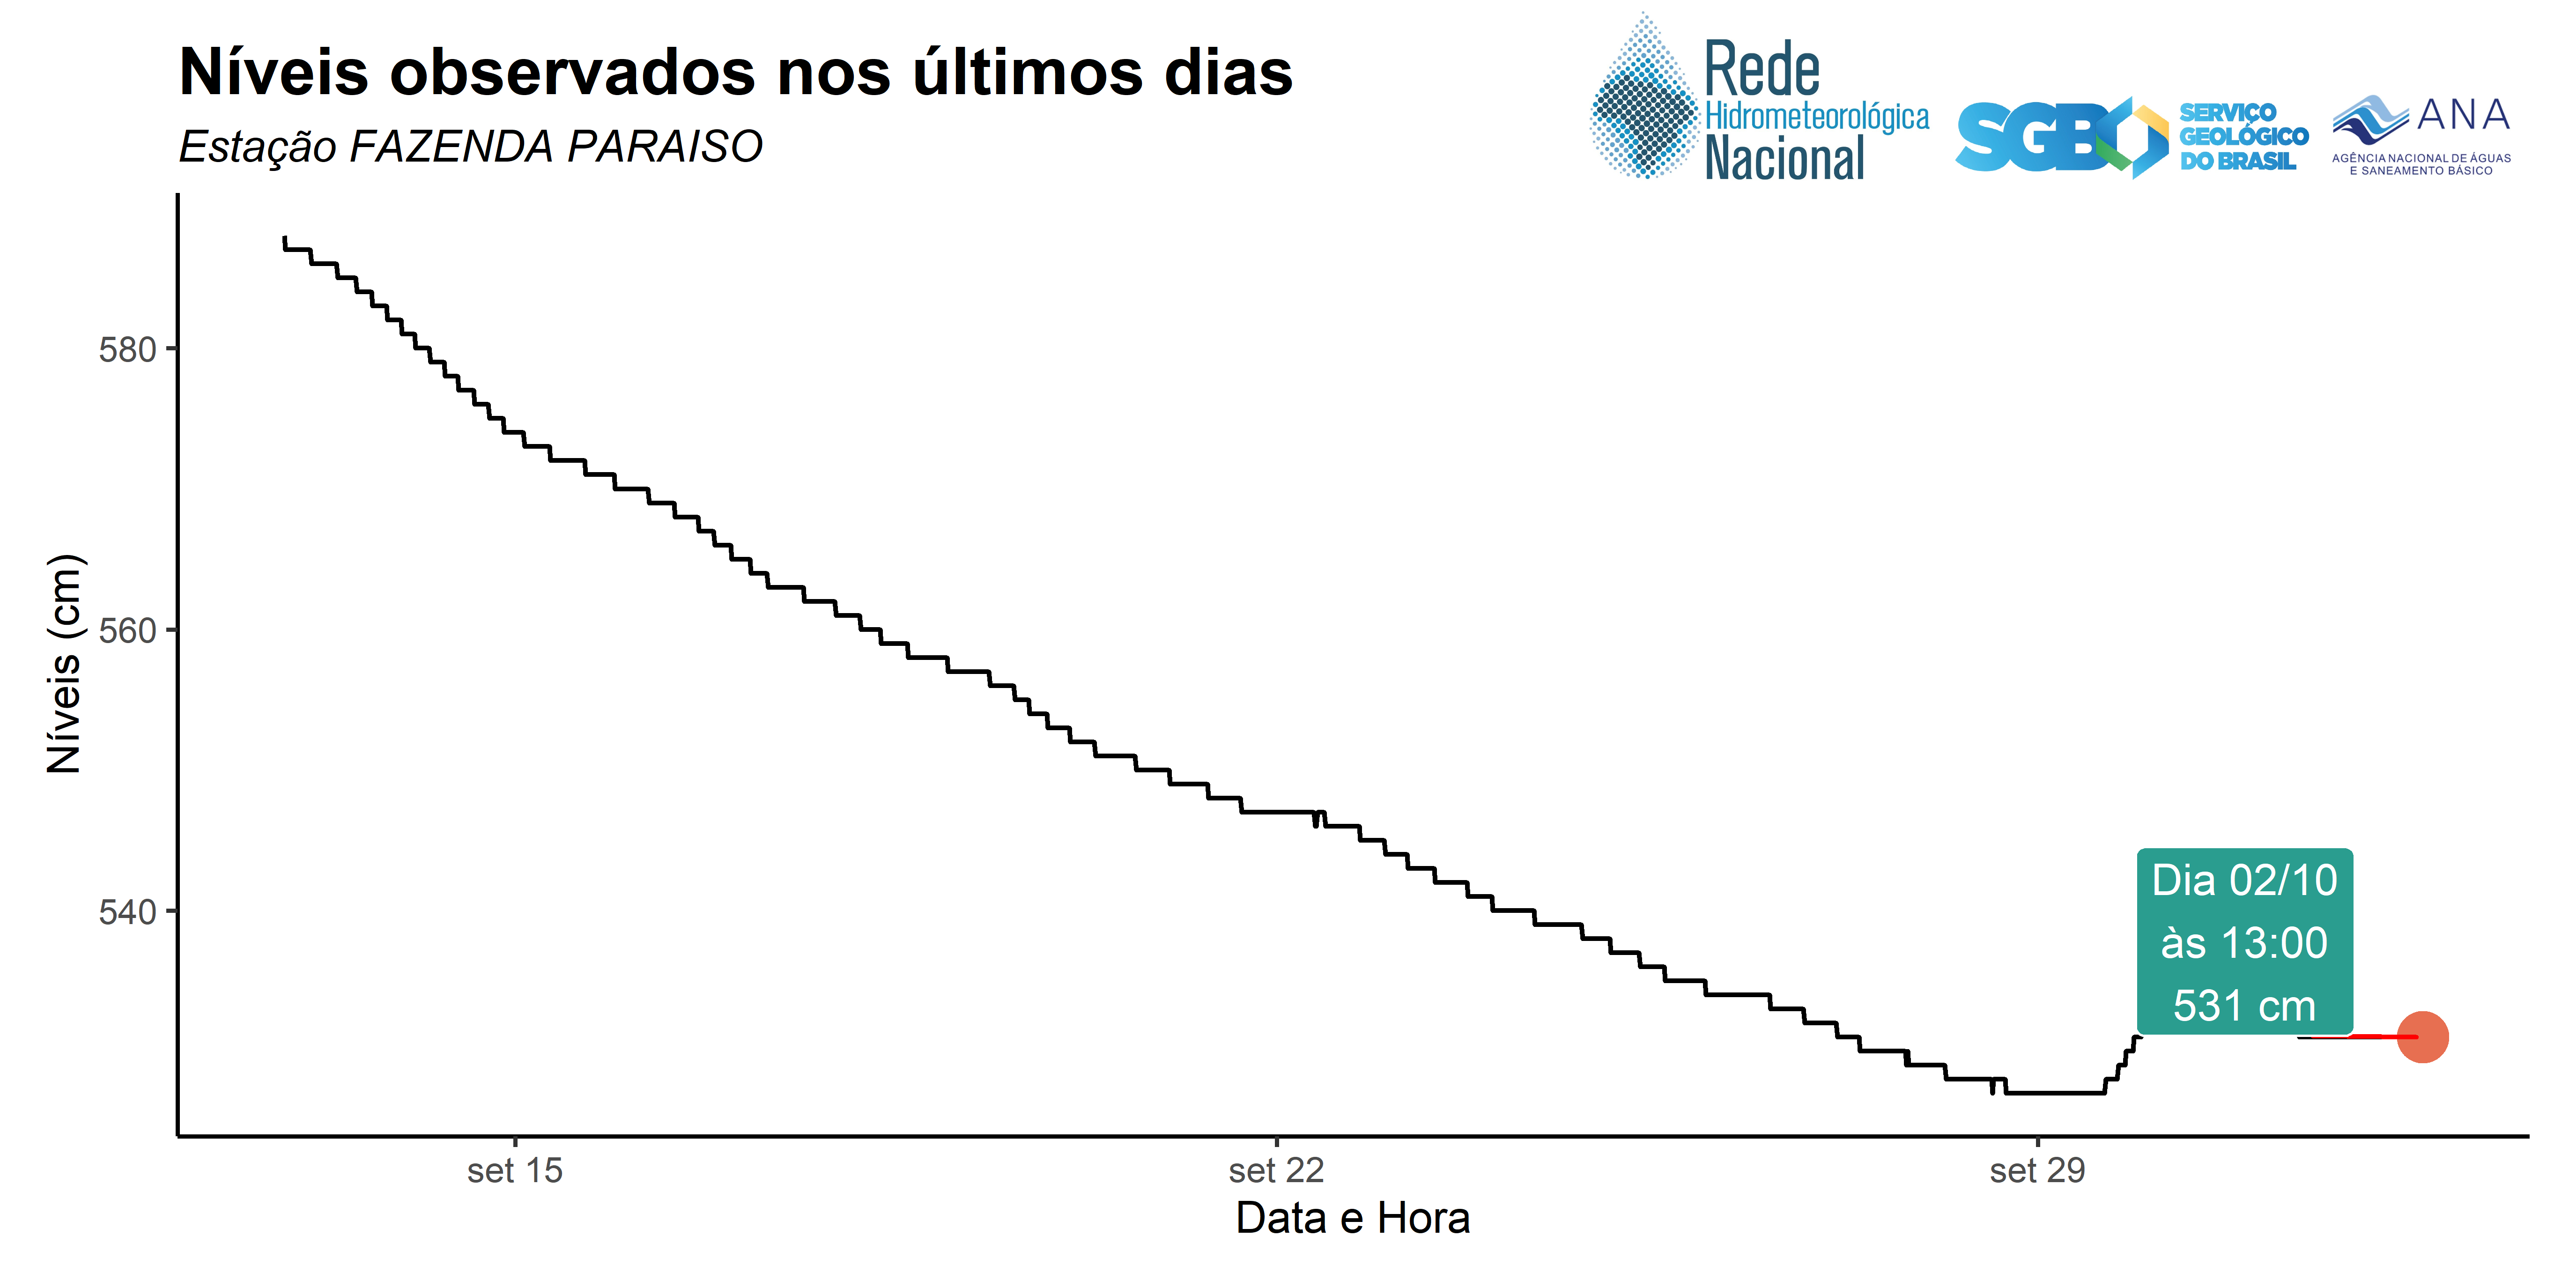 Níveis observados nos últimos dias
Estação FAZENDA PARAISO
Rede
Hidrometeorológica
Nacional
SGB
SERVIÇO
GEOLÓGICO
DO BRASIL
ANA
AGÊNCIA NACIONAL DE ÁGUAS
E SANEAMENTO BÁSICO
Níveis (cm)
580
560
540
Dia 02/10
às 13:00
531 cm
set 15
set 22
set 29
Data e Hora